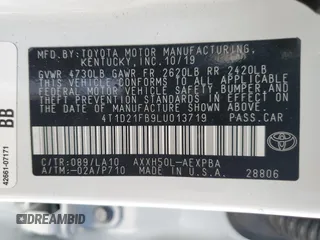 MFD. BY: TOYOTA MOTOR MANUFACTURING,
KENTUCKY, INC. 10/19
GVWR 4730LB GAWR FR 2620LB RR 2420LB
THIS VEHICLE CONFORMS TO ALL APPLICABLE
FEDERAL MOTOR VEHICLE SAFETY, BUMPER, AND
THEFT PREVENTION STANDARDS IN EFFECT ON
THE DATE OF MANUFACTURE SHOWN ABOVE.
4T1D21FB9LU013719 PASS.CAR
C/TR:089/LA10 AXXH50L-AEXPBA
A/TM:-02A/P710 MADE IN U.S.A. 28806
BB
42661-07171